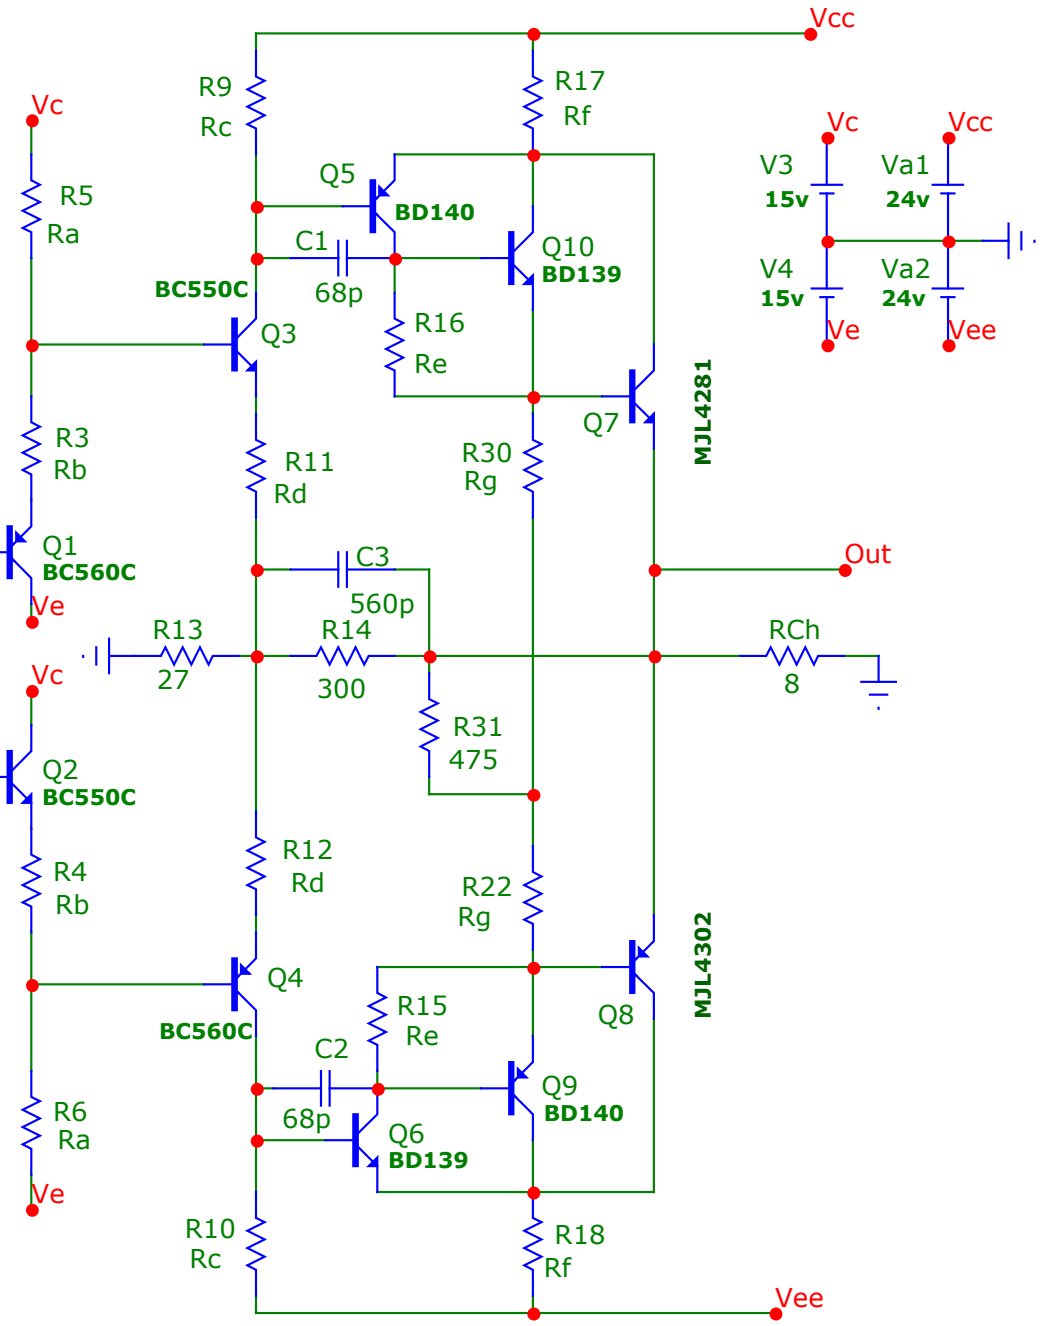 Vcc
R9
Rc
R17
Rf
Vc
Vc
Vcc
Q5
BD140
V3
15v
Va1
24v
R5
Ra
C1
68p
Q10
BD139
V4
15v
Va2
24v
BC550C
Q3
R16
Re
Ve
Vee
MJL4281
Q7
R3
Rb
R11
Rd
R30
Rg
Q1
BC560C
C3
560p
Out
Ve
R13
27
R14
300
RCh
8
Vc
R31
475
Q2
BC550C
R4
Rb
R12
Rd
R22
Rg
MJL4302
Q4
BC560C
R15
Re
Q8
C2
68p
Q9
BD140
R6
Ra
Q6
BD139
Ve
R10
Rc
R18
Rf
Vee